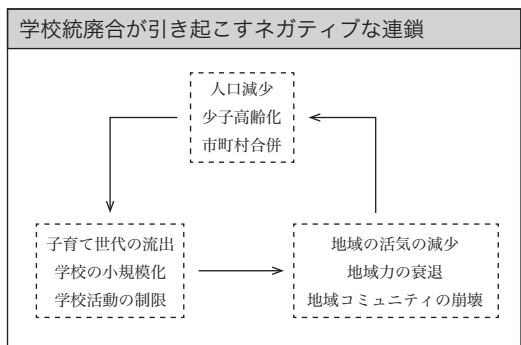 学校統廃合が引き起こすネガティブな連鎖
人口減少
少子高齢化
市町村合併
子育て世代の流出
学校の小規模化
学校活動の制限
地域の活気の減少
地域力の衰退
地域コミュニティの崩壊